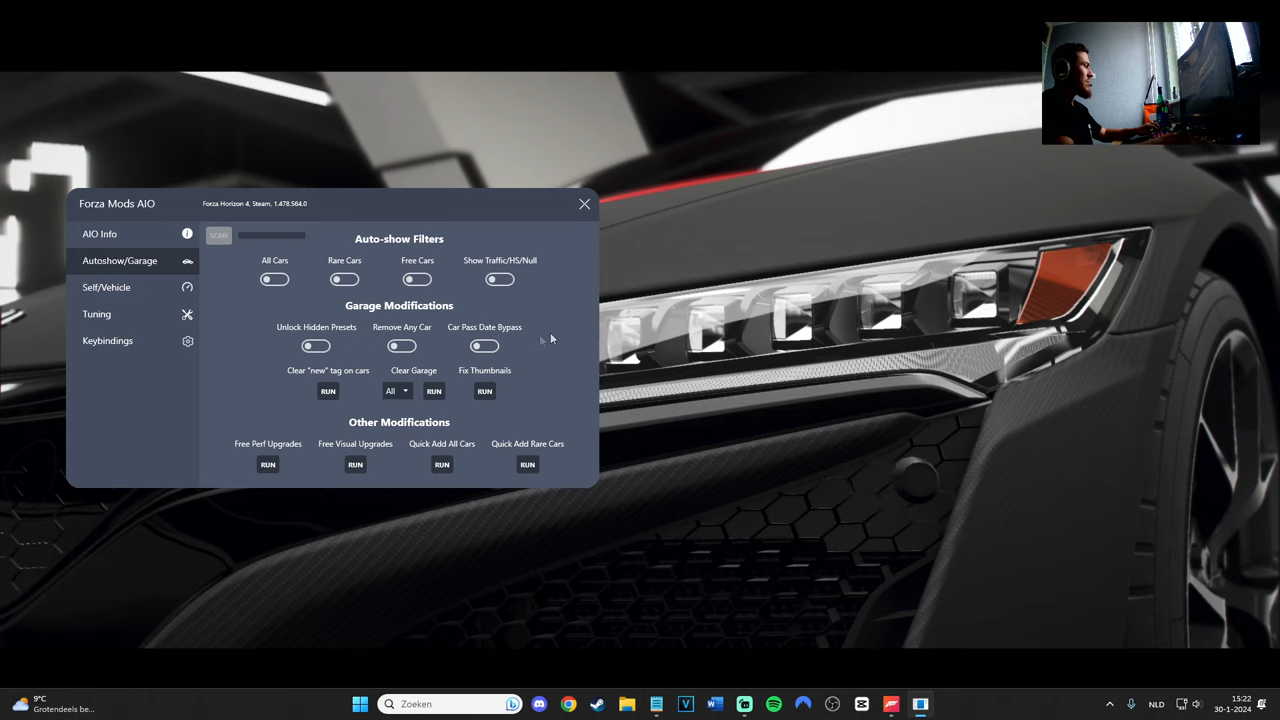 Forza Mods AIO
Forza Horizon 4, Steam, 1.478.564.0
AIO Info
Autoshow/Garage
Self/Vehicle
Tuning
Keybindings
SCAN
Auto-show Filters
All Cars Rare Cars Free Cars Show Traffic/HS/Null
Garage Modifications
Unlock Hidden Presets Remove Any Car Car Pass Date Bypass
Clear "new" tag on cars Clear Garage Fix Thumbnails
RUN All RUN RUN
Other Modifications
Free Perf Upgrades Free Visual Upgrades Quick Add All Cars Quick Add Rare Cars
RUN RUN RUN RUN
9°C
Grotendeels be...
Zoeken
NLD
15:22
30-1-2024